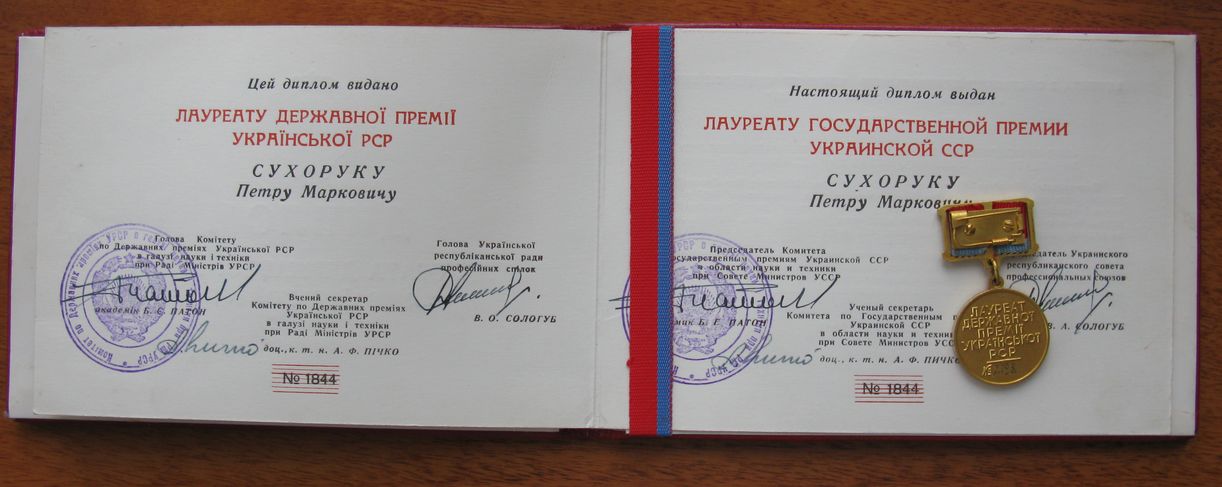 Цей диплом видано
ЛАУРЕАТУ ДЕРЖАВНОЇ ПРЕМІЇ
УКРАЇНСЬКОЇ РСР
СУХОРУКУ
Петру Марковичу
Голова Комітету
по Державних преміях Української РСР
в галузі науки і техніки
при Раді Міністрів УРСР
академік Б. Є. ПАТОН
Голова Української
республіканської ради
професійних спілок
В. О. СОЛОГУБ
Вчений секретар
Комітету по Державних преміях
Української РСР
в галузі науки і техніки
при Раді Міністрів УРСР
доц., к. т. н. А. Ф. ПІЧКО
№ 1844
Настоящий диплом выдан
ЛАУРЕАТУ ГОСУДАРСТВЕННОЙ ПРЕМИИ
УКРАИНСКОЙ ССР
СУХОРУКУ
Петру Марковичу
Председатель Комитета
премиям Украинской ССР
в области науки и техники
при Совете Министров УССР
Б. Е. ПАТОН
Украинского
республиканского совета
профессиональных союзов
В. А. СОЛОГУБ
Ученый секретарь
Комитета по Государственным
Украинской ССР
в области науки и
при Совете Министров
доц., к. т. н. А. Ф. ПИЧКО
№ 1844
ЛАУРЕАТ
ДЕРЖАВНОЇ
ПРЕМІЇ
УКРАЇНСЬКОЇ
РСР